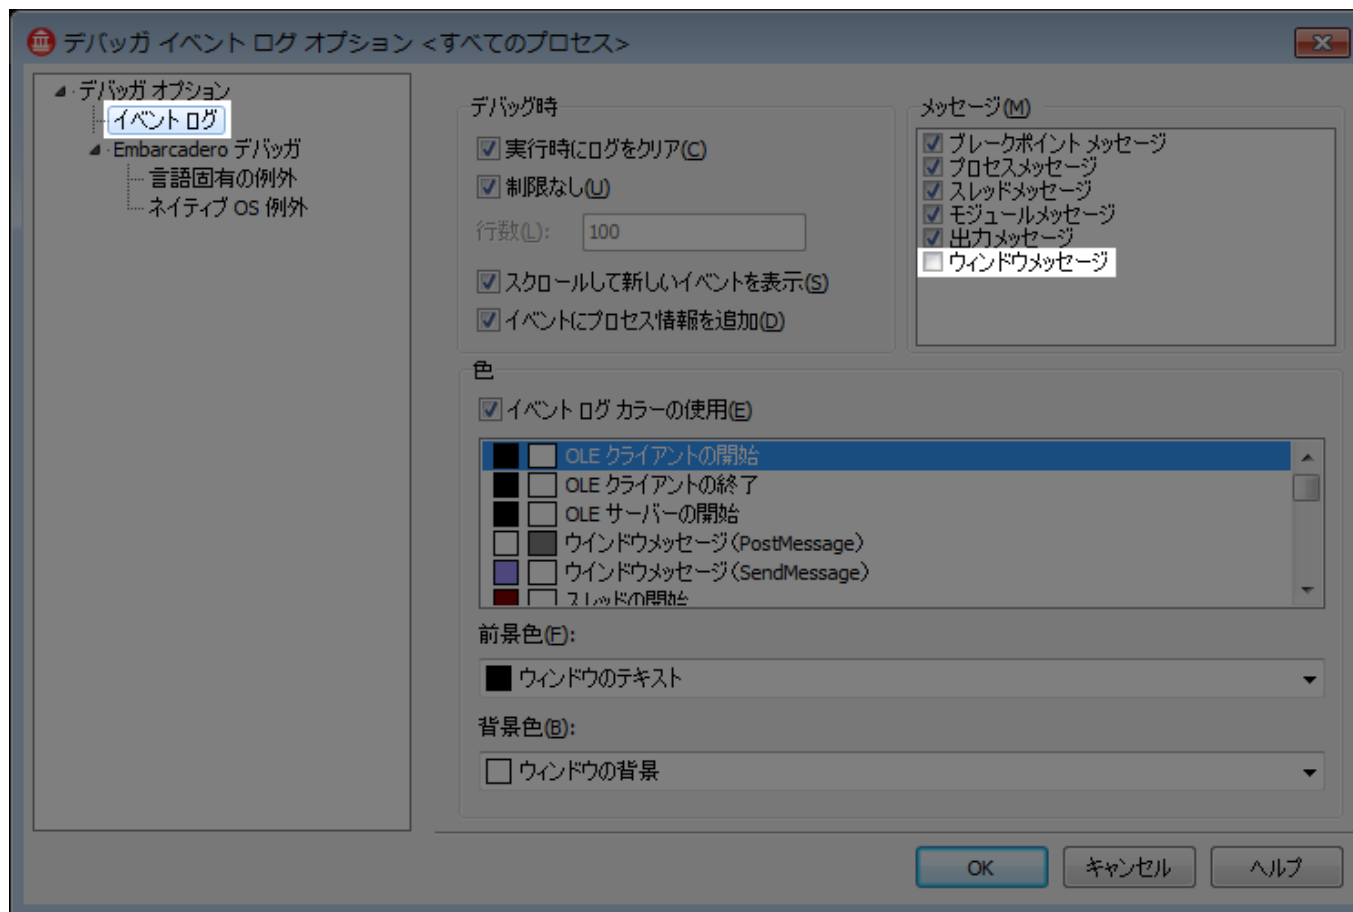 デバッガ イベント ログ オプション <すべてのプロセス>
デバッガ オプション
イベント ログ
Embarcadero デバッガ
言語固有の例外
ネイティブ OS 例外
デバッグ時
実行時にログをクリア(C)
制限なし(U)
行数(L): 100
スクロールして新しいイベントを表示(S)
イベントにプロセス情報を追加(D)
メッセージ(M)
ブレークポイント メッセージ
プロセスメッセージ
スレッドメッセージ
モジュールメッセージ
出力メッセージ
ウィンドウメッセージ
色
イベント ログ カラーの使用(E)
OLE クライアントの開始
OLE クライアントの終了
OLE サーバーの開始
ウインドウメッセージ(PostMessage)
ウインドウメッセージ(SendMessage)
スレッドの開始
前景色(F):
ウィンドウのテキスト
背景色(B):
ウィンドウの背景
OK キャンセル ヘルプ